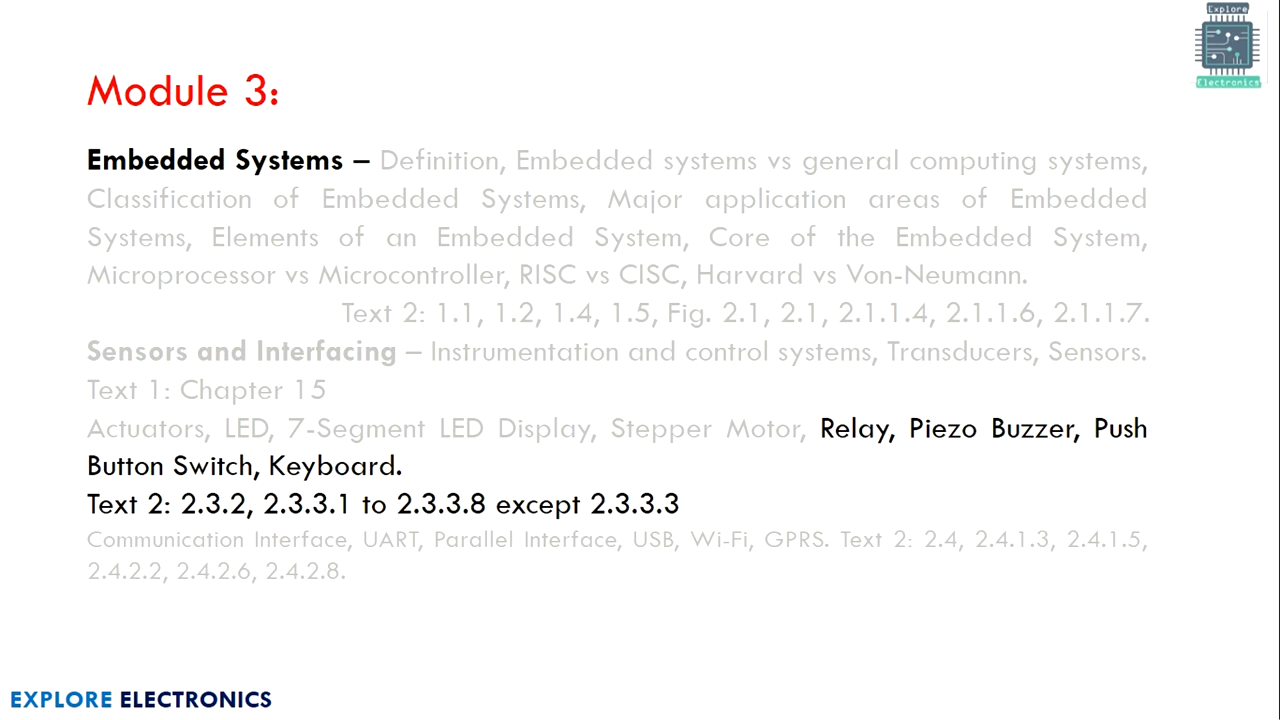 Explore
Electronics
Module 3:
Embedded Systems – Definition, Embedded systems vs general computing systems,
Classification of Embedded Systems, Major application areas of Embedded
Systems, Elements of an Embedded System, Core of the Embedded System,
Microprocessor vs Microcontroller, RISC vs CISC, Harvard vs Von-Neumann.
Text 2: 1.1, 1.2, 1.4, 1.5, Fig. 2.1, 2.1, 2.1.1.4, 2.1.1.6, 2.1.1.7.
Sensors and Interfacing – Instrumentation and control systems, Transducers, Sensors.
Text 1: Chapter 15
Actuators, LED, 7-Segment LED Display, Stepper Motor, Relay, Piezo Buzzer, Push
Button Switch, Keyboard.
Text 2: 2.3.2, 2.3.3.1 to 2.3.3.8 except 2.3.3.3
Communication Interface, UART, Parallel Interface, USB, Wi-Fi, GPRS. Text 2: 2.4, 2.4.1.3, 2.4.1.5,
2.4.2.2, 2.4.2.6, 2.4.2.8.
EXPLORE ELECTRONICS